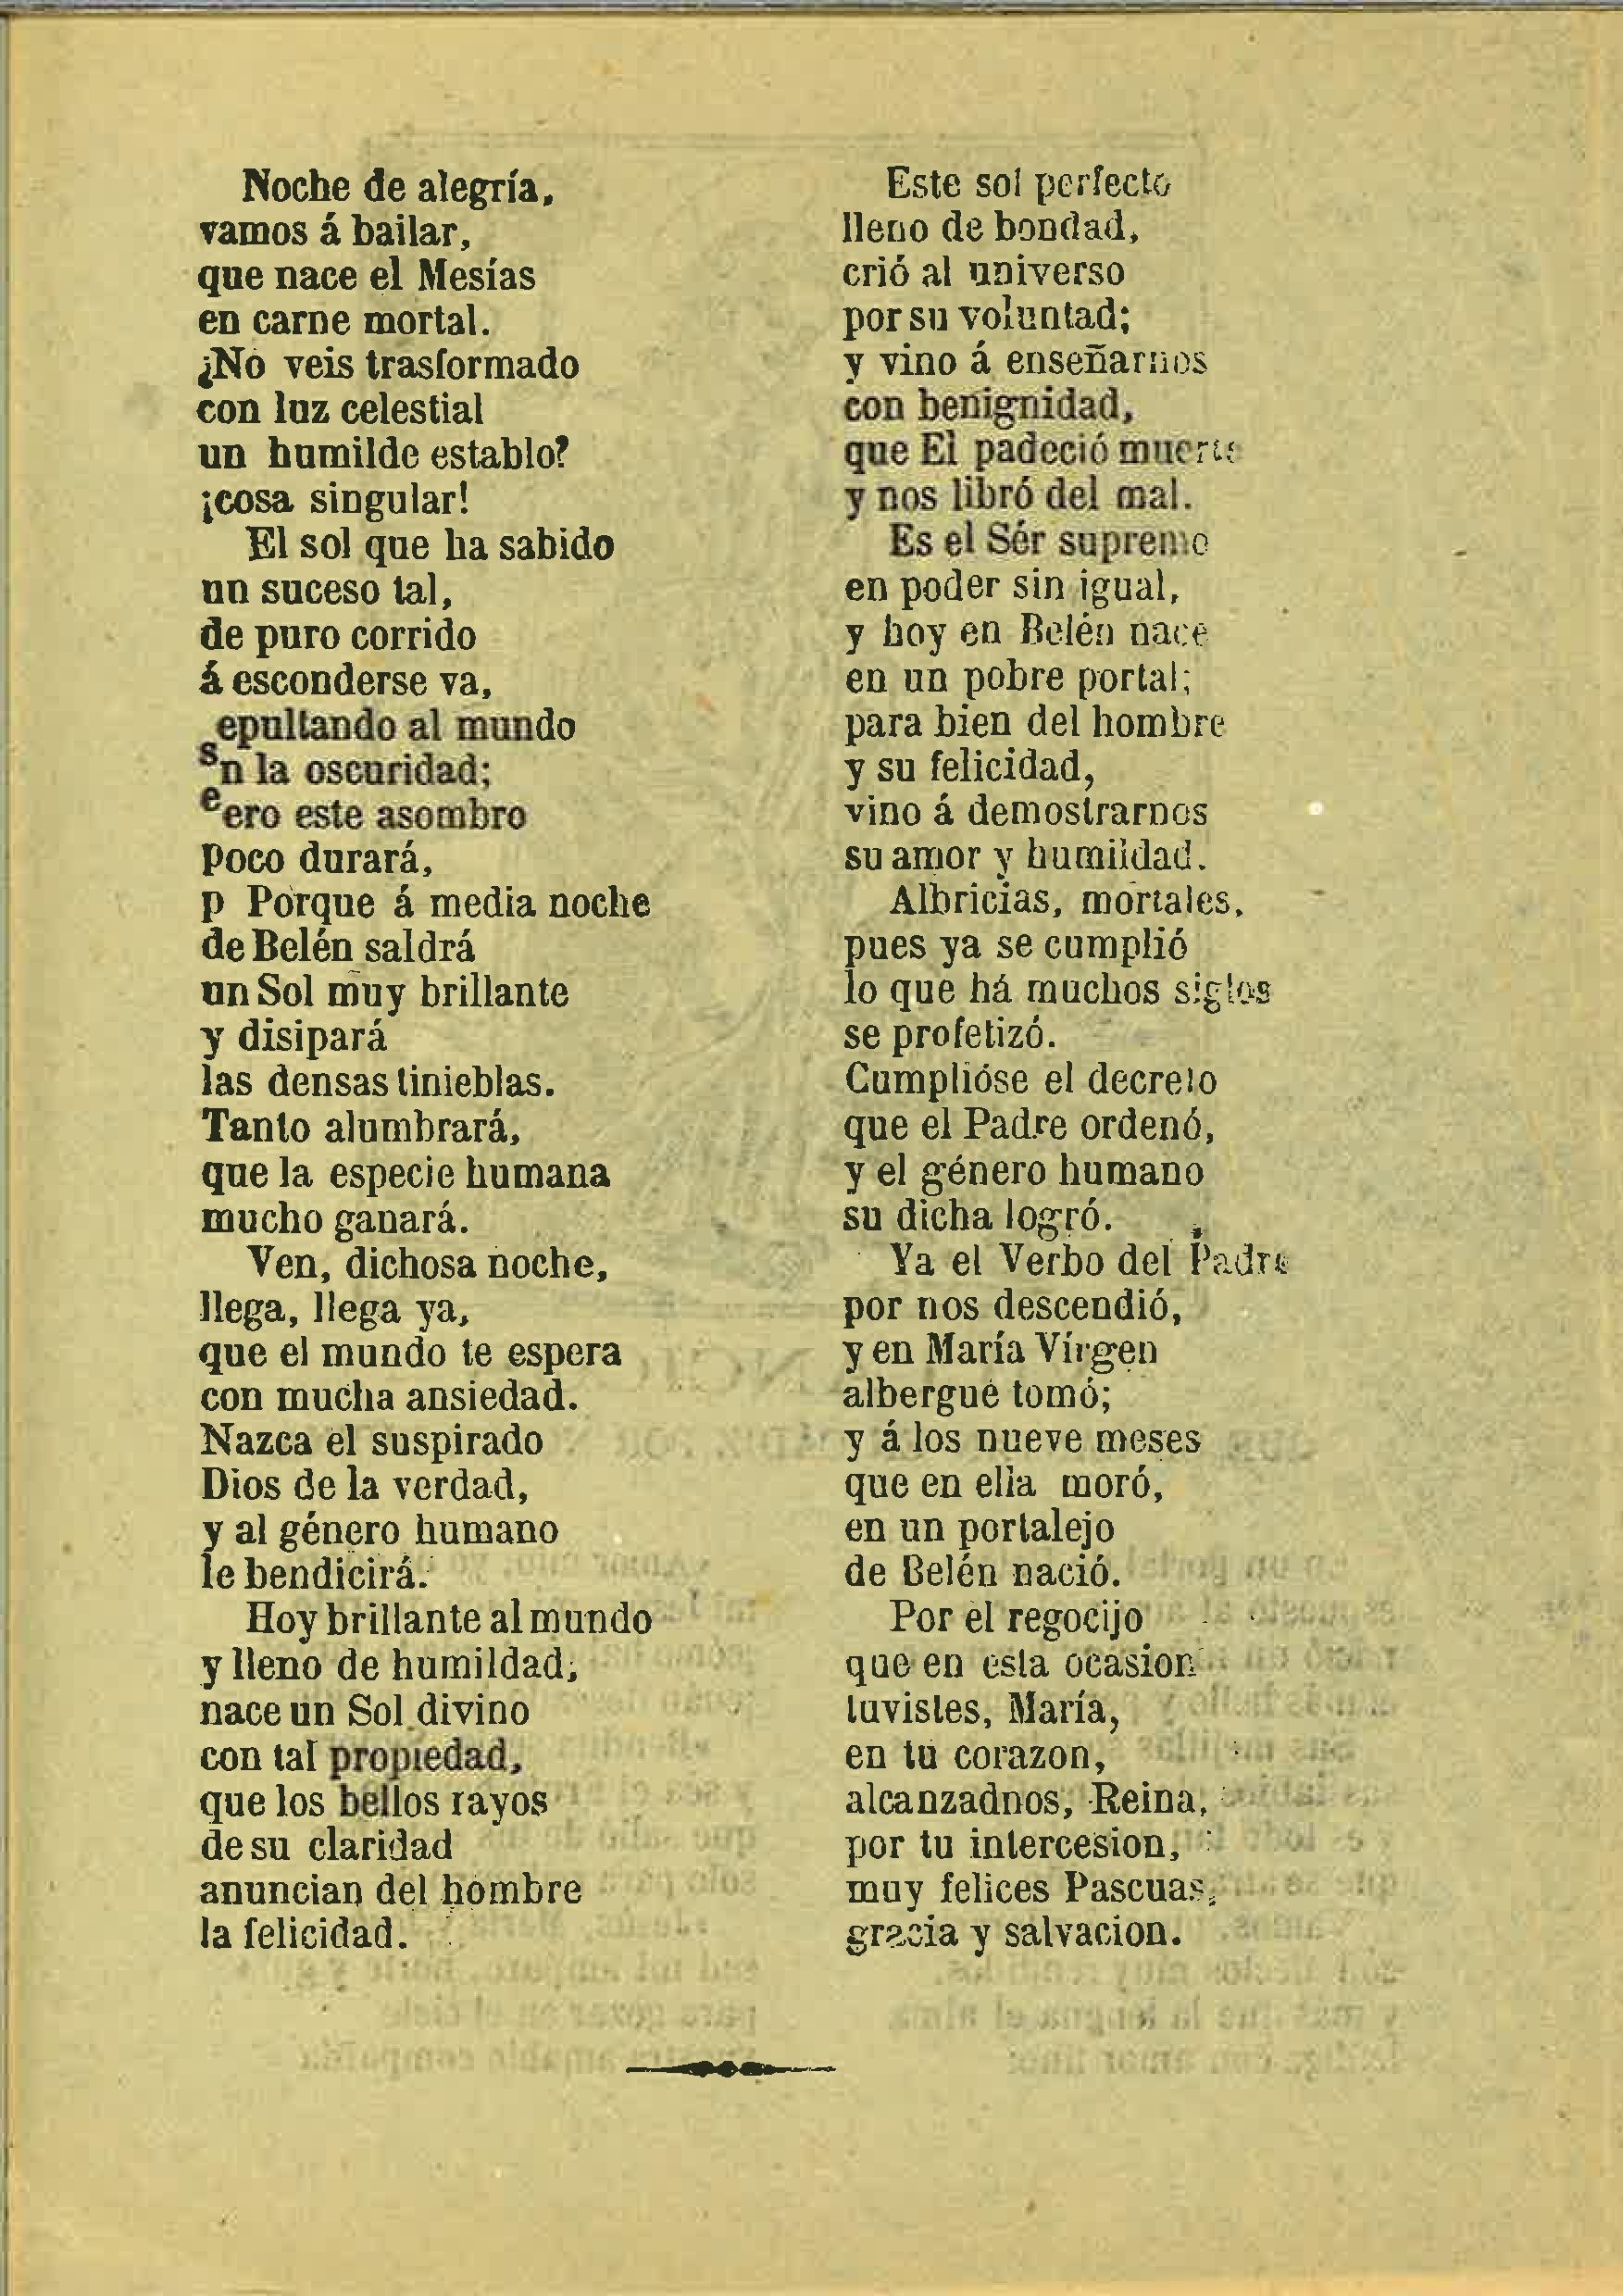 Noche de alegría,
vamos á bailar,
que nace el Mesías
en carne mortal.
¿No veis trasformado
con luz celestial
un humilde establo?
¡cosa singular!
El sol que ha sabido
un suceso tal,
de puro corrido
á esconderse va,
epultando al mundo
sn la oscuridad;
eero este asombro
poco durará,
p Porque á media noche
de Belén saldrá
un Sol muy brillante
y disipará
las densas tinieblas.
Tanto alumbrará,
que la especie humana
mucho ganará.
Ven, dichosa noche,
llega, llega ya,
que el mundo te espera
con mucha ansiedad.
Nazca el suspirado
Dios de la verdad,
y al género humano
le bendicirá.
Hoy brillante al mundo
y lleno de humildad,
nace un Sol divino
con tal propiedad,
que los bellos rayos
de su claridad
anuncian del hombre
la felicidad.
Este sol perfecto
lleno de bondad,
crió al universo
por su voluntad;
y vino á enseñarnos
con benignidad,
que El padeció muerte
y nos libró del mal.
Es el Sér supremo
en poder sin igual,
y hoy en Belén nace
en un pobre portal;
para bien del hombre
y su felicidad,
vino á demostrarnos
su amor y humildad.
Albricias, mortales,
pues ya se cumplió
lo que há muchos siglos
se profetizó.
Cumplióse el decreto
que el Padre ordenó,
y el género humano
su dicha logró.
Ya el Verbo del Padre
por nos descendió,
y en María Vírgen
albergue tomó;
y á los nueve meses
que en ella moró,
en un portalejo
de Belén nació.
Por el regocijo
que en esta ocasion
tuvistes, María,
en tu corazon,
alcanzadnos, Reina,
por tu intercesion,
muy felices Pascuas,
gracia y salvacion.